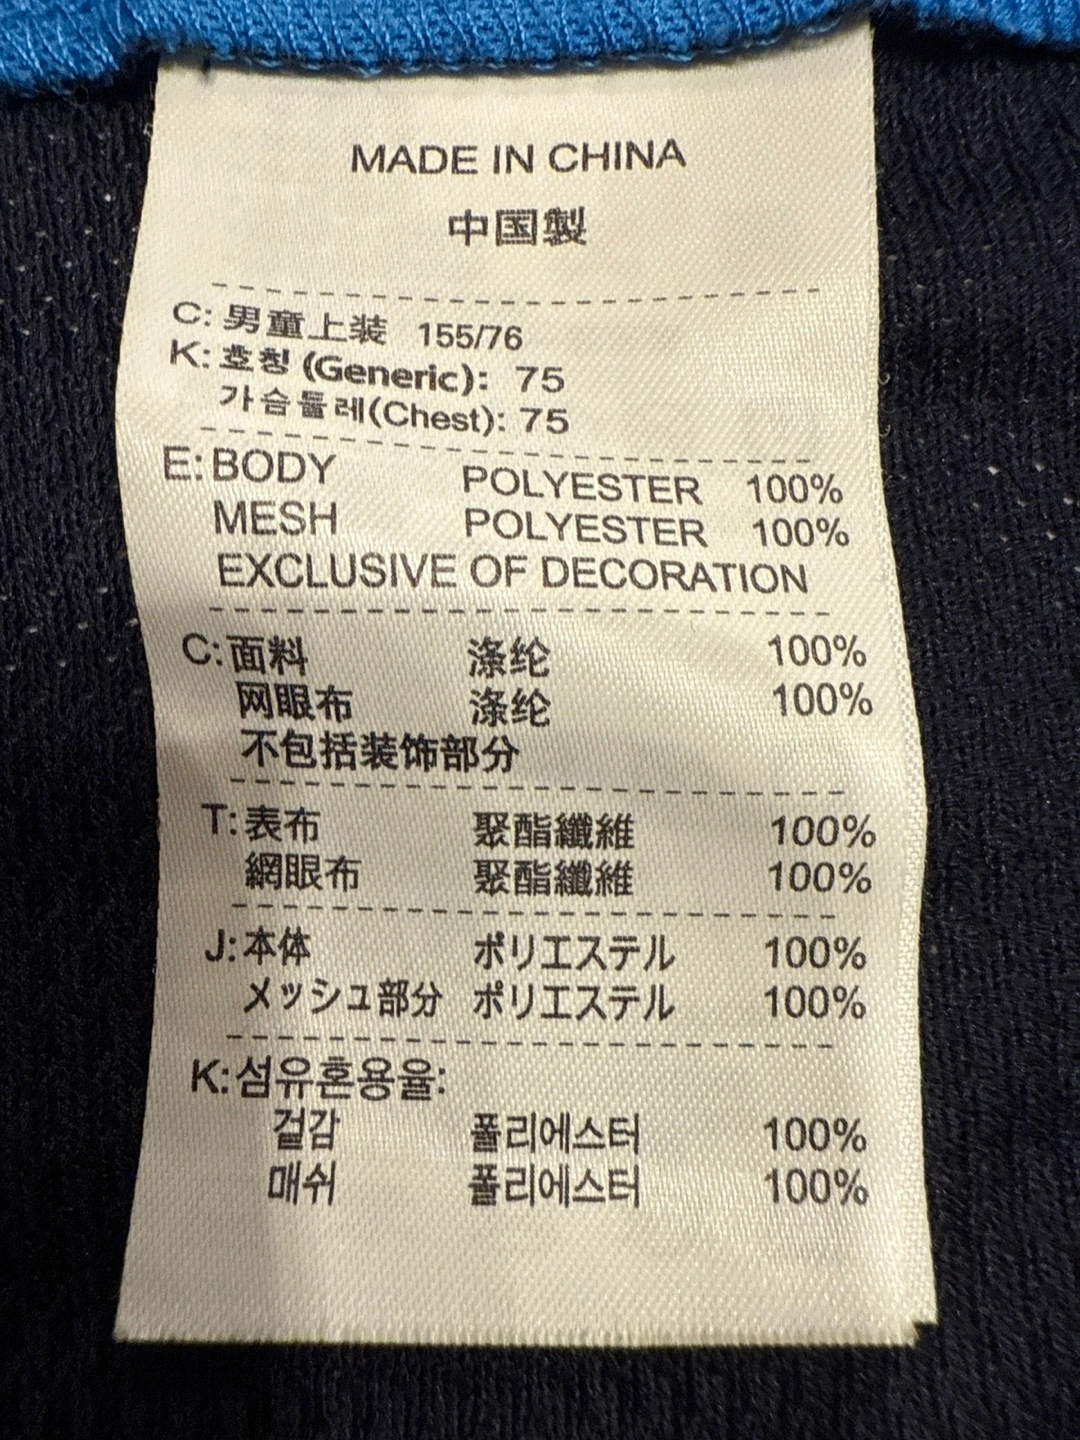 MADE IN CHINA
中国製
C: 男童上装 155/76
K: 호칭 (Generic): 75
가슴둘레(Chest): 75
E: BODY POLYESTER 100%
MESH POLYESTER 100%
EXCLUSIVE OF DECORATION
C: 面料 涤纶 100%
网眼布 涤纶 100%
不包括装饰部分
T: 表布 聚酯纖維 100%
網眼布 聚酯纖維 100%
J: 本体 ポリエステル 100%
メッシュ部分 ポリエステル 100%
K: 섬유혼용율:
겉감 폴리에스터 100%
매쉬 폴리에스터 100%